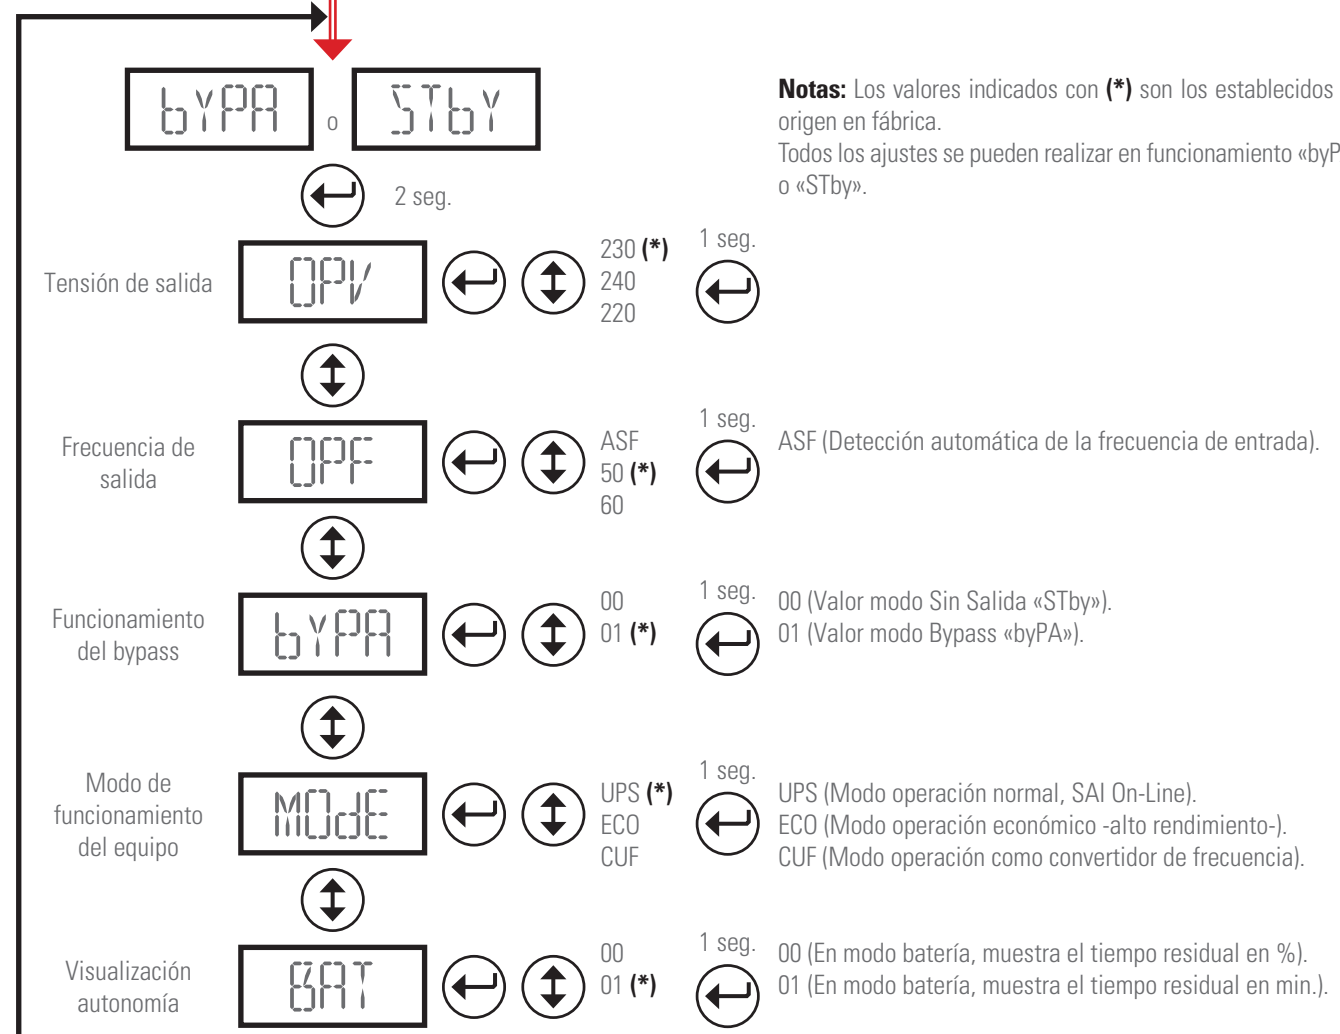 Notas: Los valores indicados con (*) son los establecidos
origen en fábrica.
Todos los ajustes se pueden realizar en funcionamiento «byP
o «STby».
bYPA o STbY
2 seg.
Tensión de salida
OPV
230 (*)
240
220
1 seg.
Frecuencia de
salida
OPF
ASF
50 (*)
60
1 seg.
ASF (Detección automática de la frecuencia de entrada).
Funcionamiento
del bypass
bYPA
00
01 (*)
1 seg.
00 (Valor modo Sin Salida «STby»).
01 (Valor modo Bypass «byPA»).
Modo de
funcionamiento
del equipo
MOdE
UPS (*)
ECO
CUF
1 seg.
UPS (Modo operación normal, SAI On-Line).
ECO (Modo operación económico -alto rendimiento-).
CUF (Modo operación como convertidor de frecuencia).
Visualización
autonomía
BAT
00
01 (*)
1 seg.
00 (En modo batería, muestra el tiempo residual en %).
01 (En modo batería, muestra el tiempo residual en min.).